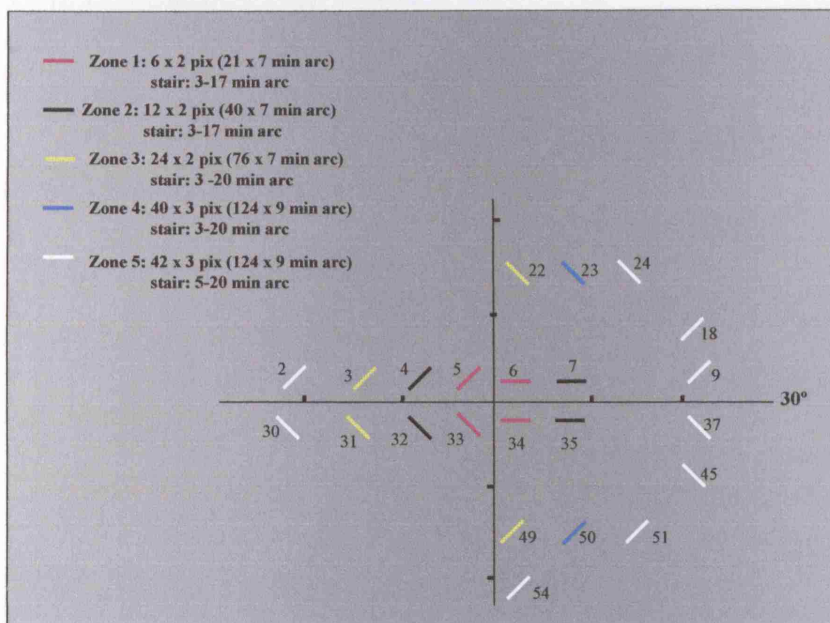 Zone 1: 6 x 2 pix (21 x 7 min arc)
stair: 3-17 min arc
Zone 2: 12 x 2 pix (40 x 7 min arc)
stair: 3-17 min arc
Zone 3: 24 x 2 pix (76 x 7 min arc)
stair: 3 -20 min arc
Zone 4: 40 x 3 pix (124 x 9 min arc)
stair: 3-20 min arc
Zone 5: 42 x 3 pix (124 x 9 min arc)
stair: 5-20 min arc
22 23 24
18
2 3 4 5 6 7 9
30º
30 31 32 33 34 35 37
45
49 50 51
54